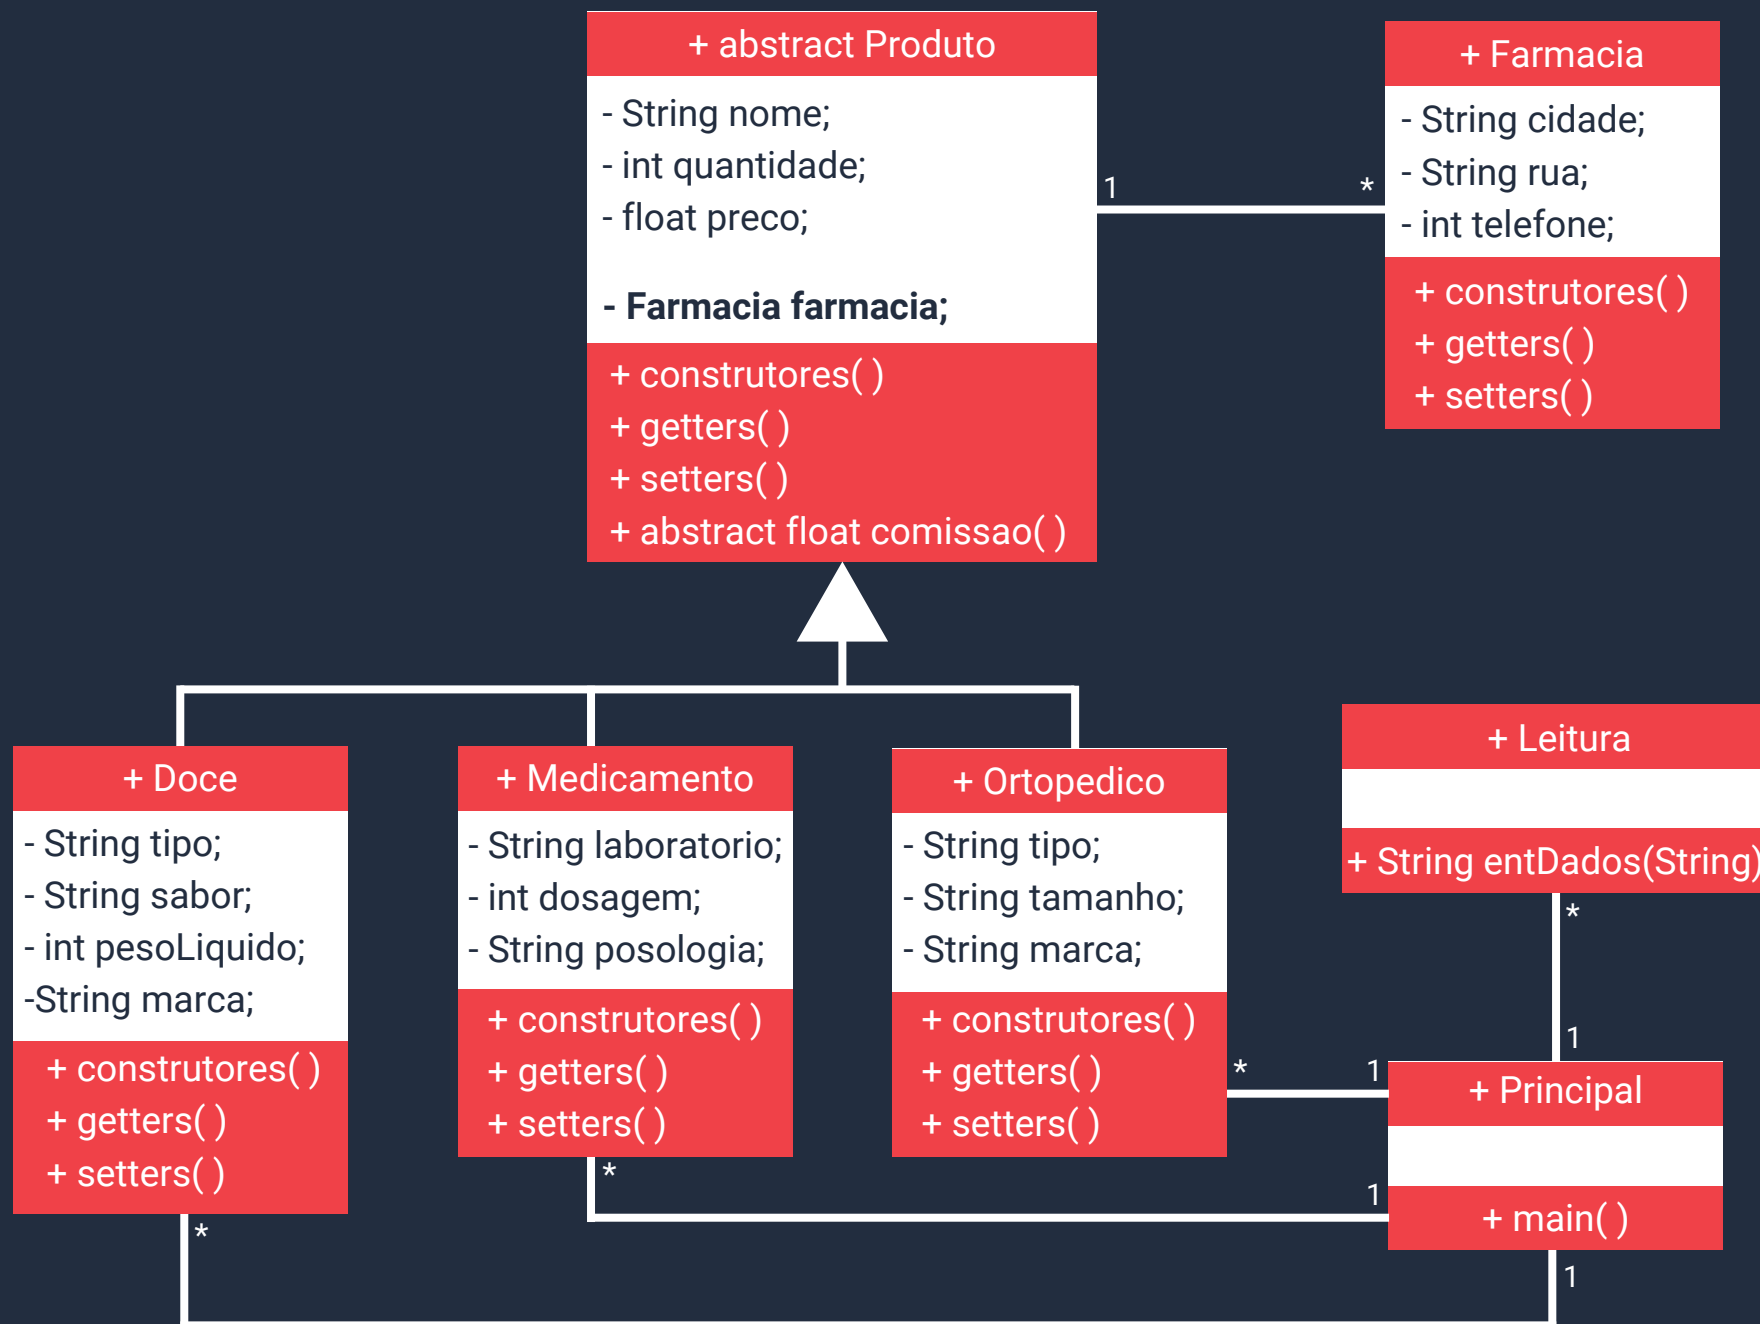 + abstract Produto
- String nome;
- int quantidade;
- float preco;
- Farmacia farmacia;
+ construtores( )
+ getters( )
+ setters( )
+ abstract float comissao( )
1
*
+ Farmacia
- String cidade;
- String rua;
- int telefone;
+ construtores( )
+ getters( )
+ setters( )
+ Doce
- String tipo;
- String sabor;
- int pesoLiquido;
-String marca;
+ construtores( )
+ getters( )
+ setters( )
*
+ Medicamento
- String laboratorio;
- int dosagem;
- String posologia;
+ construtores( )
+ getters( )
+ setters( )
*
1
+ Ortopedico
- String tipo;
- String tamanho;
- String marca;
+ construtores( )
+ getters( )
+ setters( )
*
1
+ Leitura
+ String entDados(String)
*
1
+ Principal
+ main( )
1